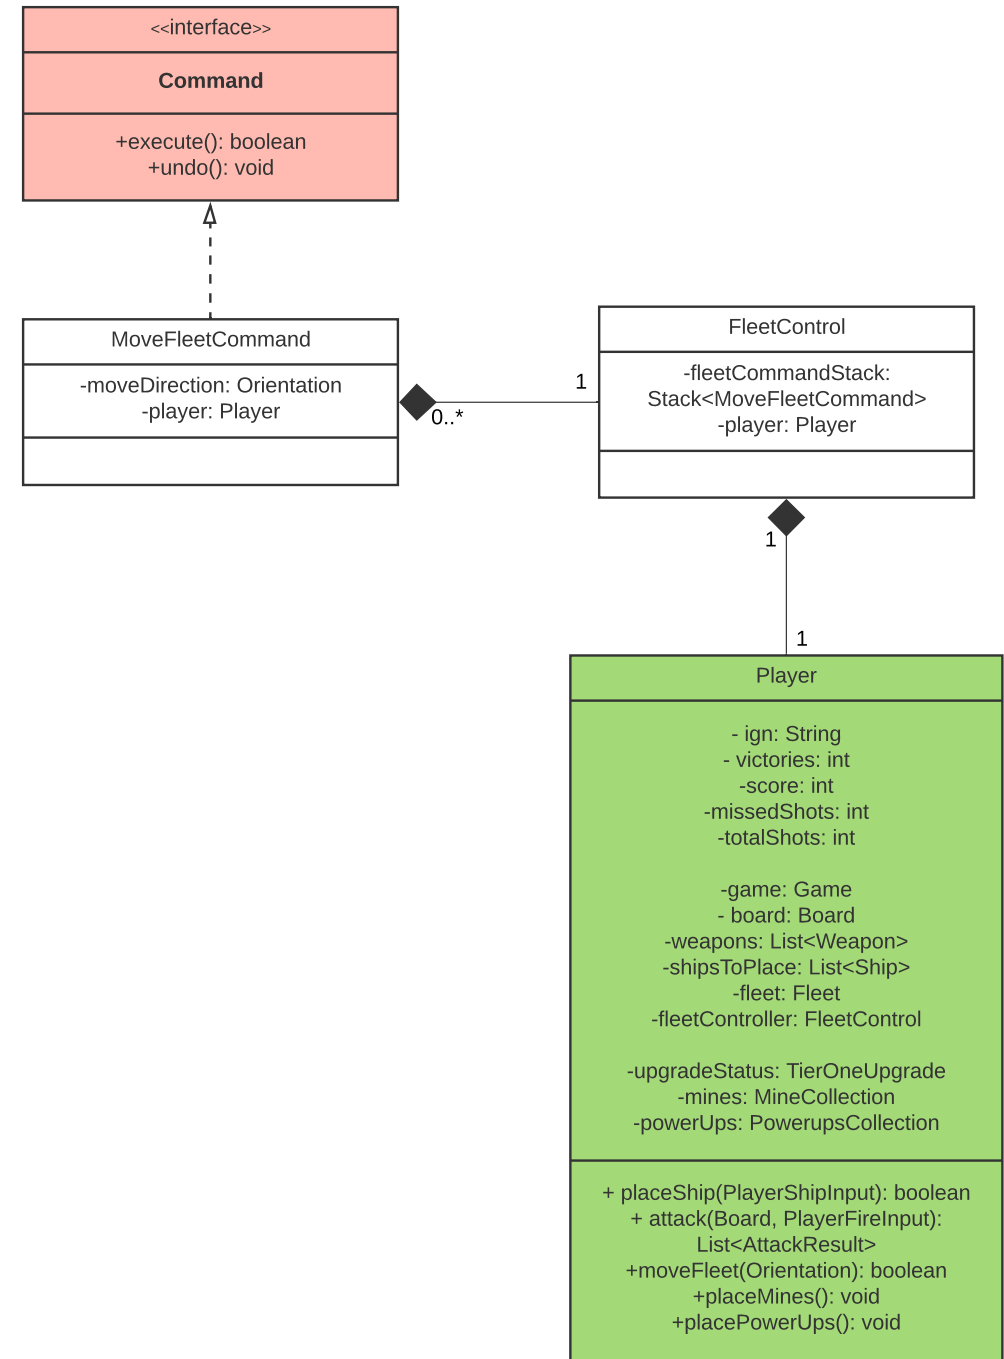 <<interface>>
Command
+execute(): boolean
+undo(): void
MoveFleetCommand
-moveDirection: Orientation
-player: Player
0..*
1
FleetControl
-fleetCommandStack:
Stack<MoveFleetCommand>
-player: Player
1
1
Player
- ign: String
- victories: int
-score: int
-missedShots: int
-totalShots: int
-game: Game
- board: Board
-weapons: List<Weapon>
-shipsToPlace: List<Ship>
-fleet: Fleet
-fleetController: FleetControl
-upgradeStatus: TierOneUpgrade
-mines: MineCollection
-powerUps: PowerupsCollection
+ placeShip(PlayerShipInput): boolean
+ attack(Board, PlayerFireInput):
List<AttackResult>
+moveFleet(Orientation): boolean
+placeMines(): void
+placePowerUps(): void